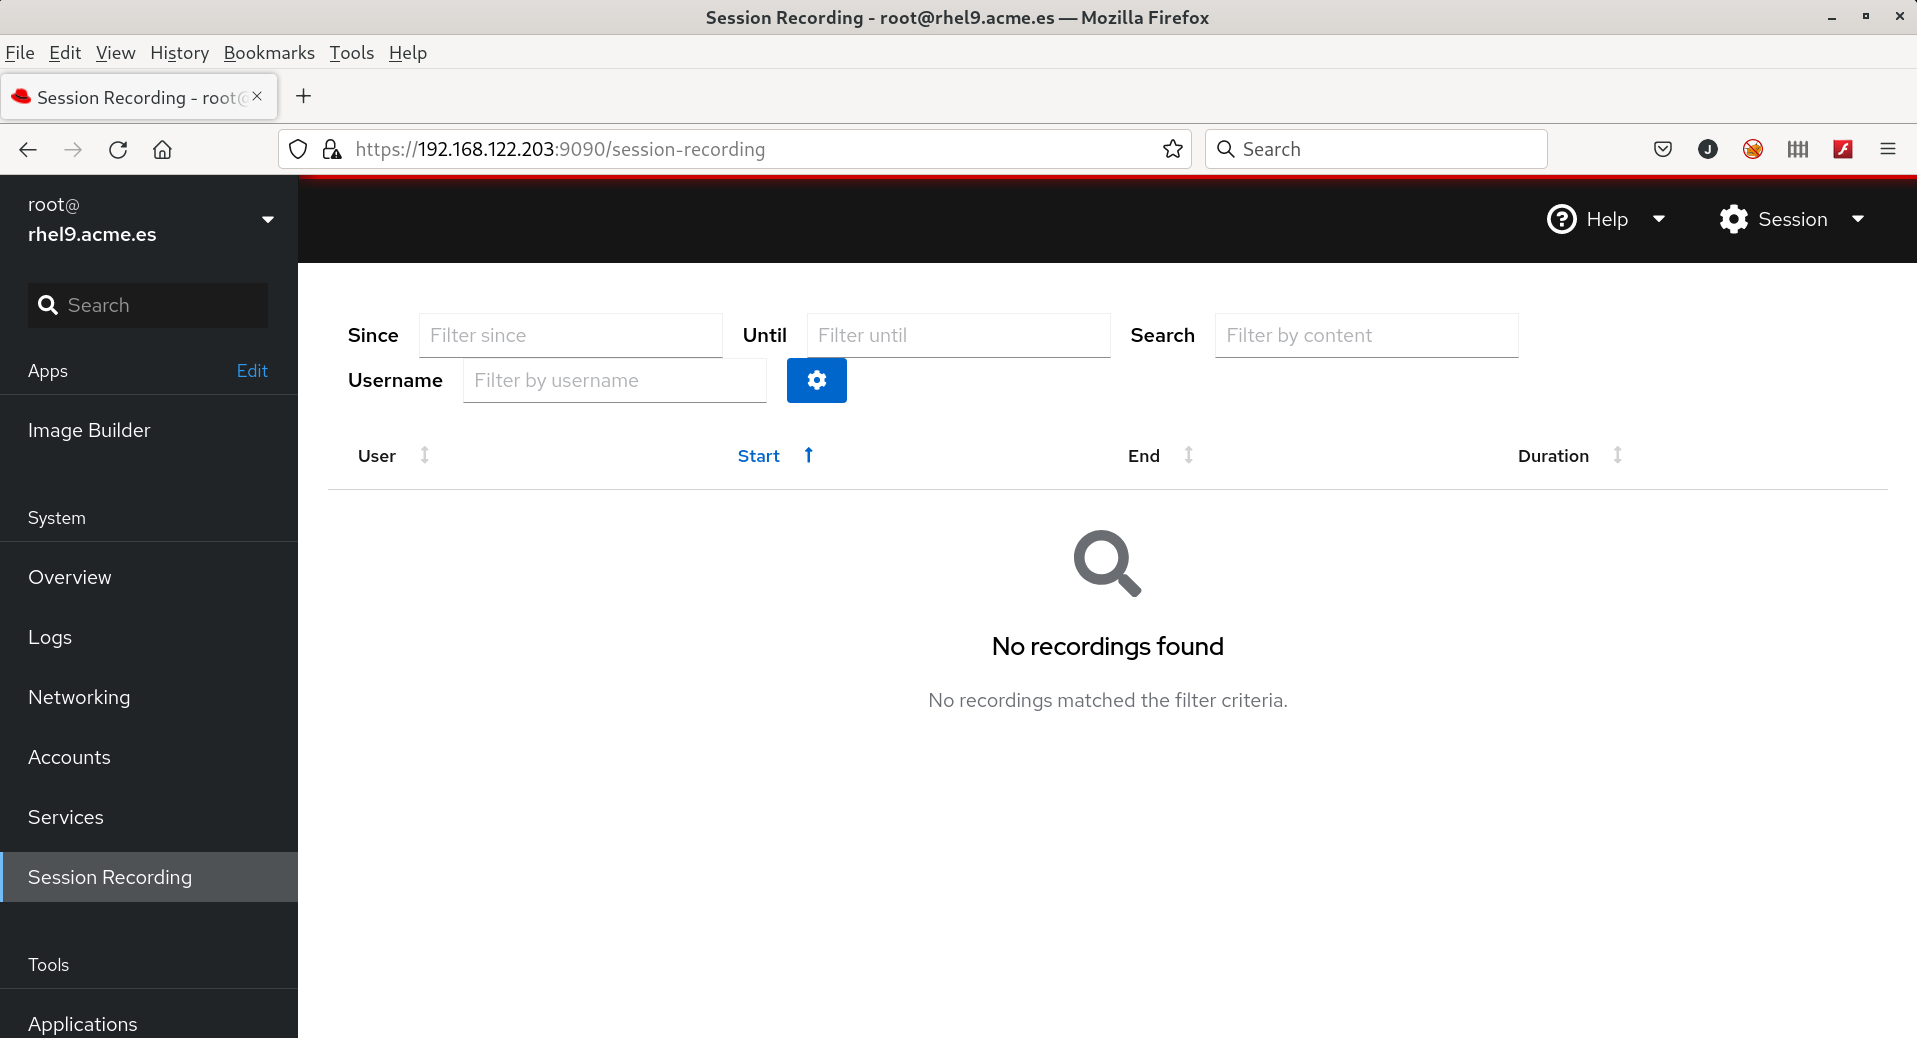 Session Recording - root@rhel9.acme.es — Mozilla Firefox
File Edit View History Bookmarks Tools Help
Session Recording - root@
https://192.168.122.203:9090/session-recording
Search
J
root@
rhel9.acme.es
Help
Session
Search
Apps
Edit
Image Builder
System
Overview
Logs
Networking
Accounts
Services
Session Recording
Tools
Applications
Since Filter since Until Filter until Search Filter by content
Username Filter by username
User Start End Duration
No recordings found
No recordings matched the filter criteria.